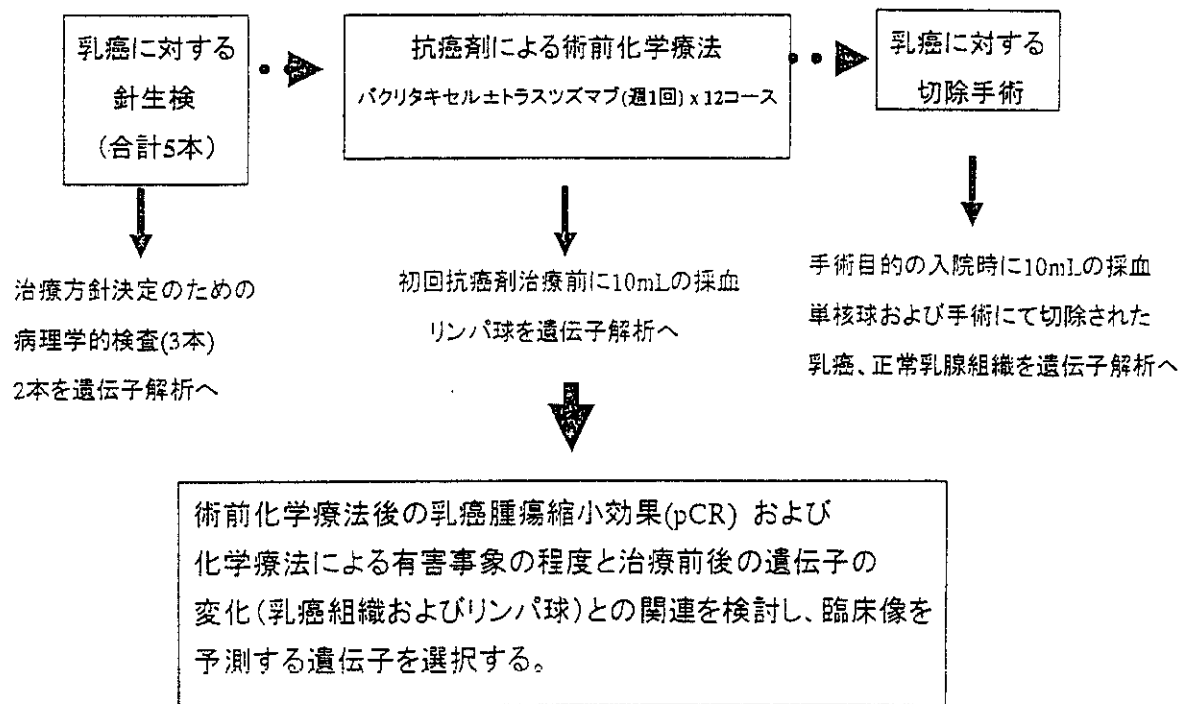 乳癌に対する
針生検
(合計5本)
抗癌剤による術前化学療法
パクリタキセル±トラスツズマブ(週1回) x 12コース
乳癌に対する
切除手術
治療方針決定のための
病理学的検査(3本)
2本を遺伝子解析へ
初回抗癌剤治療前に10mLの採血
リンパ球を遺伝子解析へ
手術目的の入院時に10mLの採血
単核球および手術にて切除された
乳癌、正常乳腺組織を遺伝子解析へ
術前化学療法後の乳癌腫瘍縮小効果(pCR) および
化学療法による有害事象の程度と治療前後の遺伝子の
変化(乳癌組織およびリンパ球)との関連を検討し、臨床像を
予測する遺伝子を選択する。